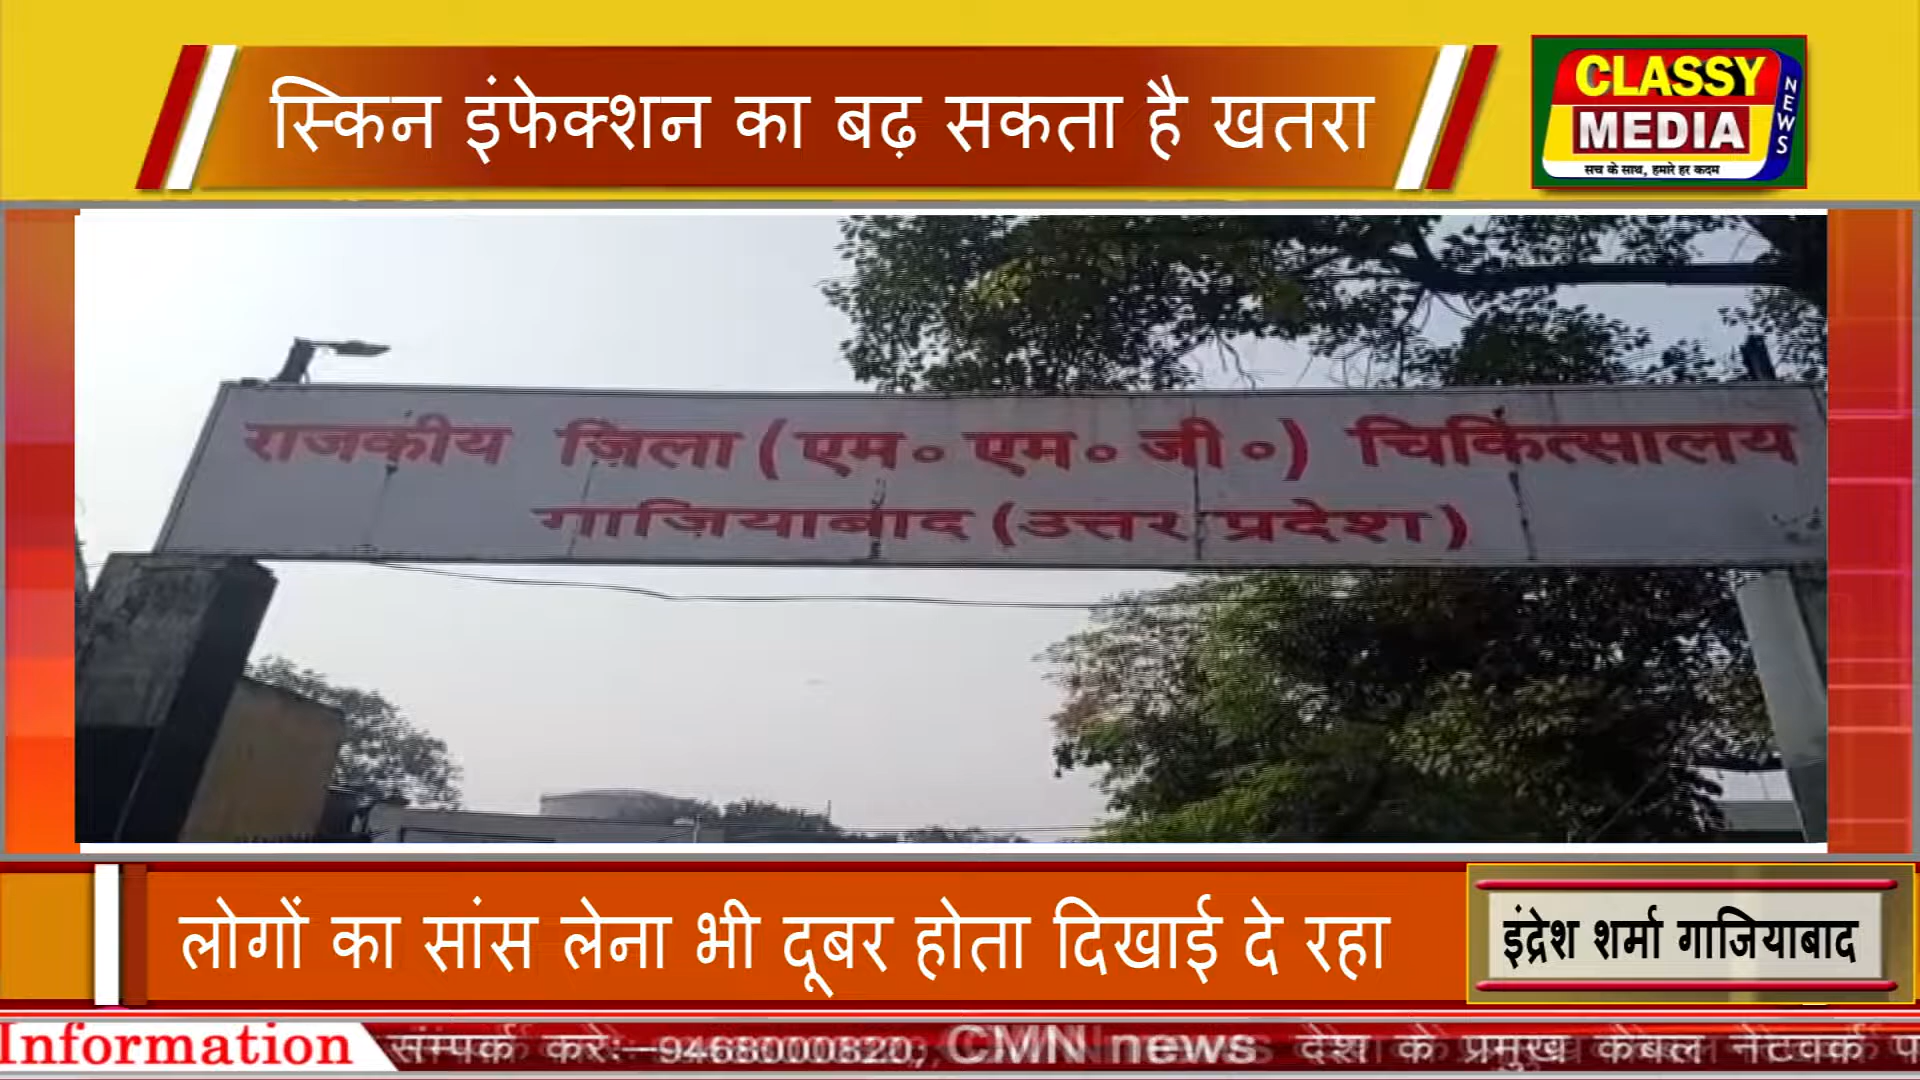 स्किन इंफेक्शन का बढ़ सकता है खतरा
CLASSY
MEDIA
NEWS
सच के साथ, हमारे हर कदम
राजकीय ज़िला (एम॰ एम॰ जी॰) चिकित्सालय
गाज़ियाबाद (उत्तर प्रदेश)
लोगों का सांस लेना भी दूबर होता दिखाई दे रहा
इंद्रेश शर्मा गाजियाबाद
Information
संपर्क करें:–9468000820, CMN news देश के प्रमुख केबल नेटवर्क